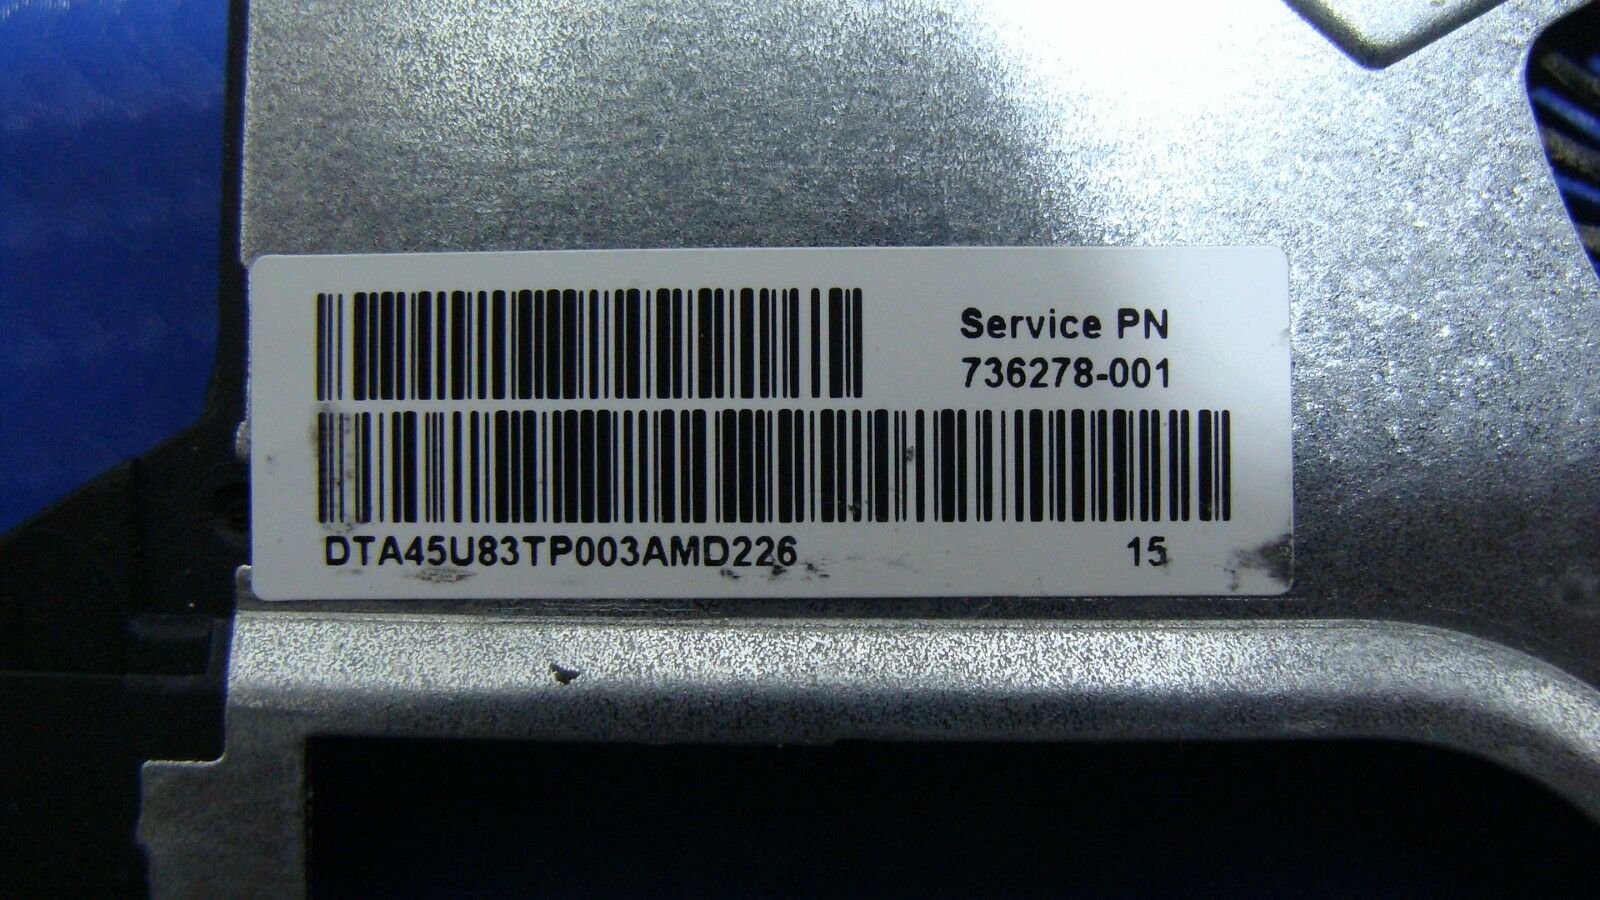 Service PN
736278-001
DTA45U83TP003AMD226 15